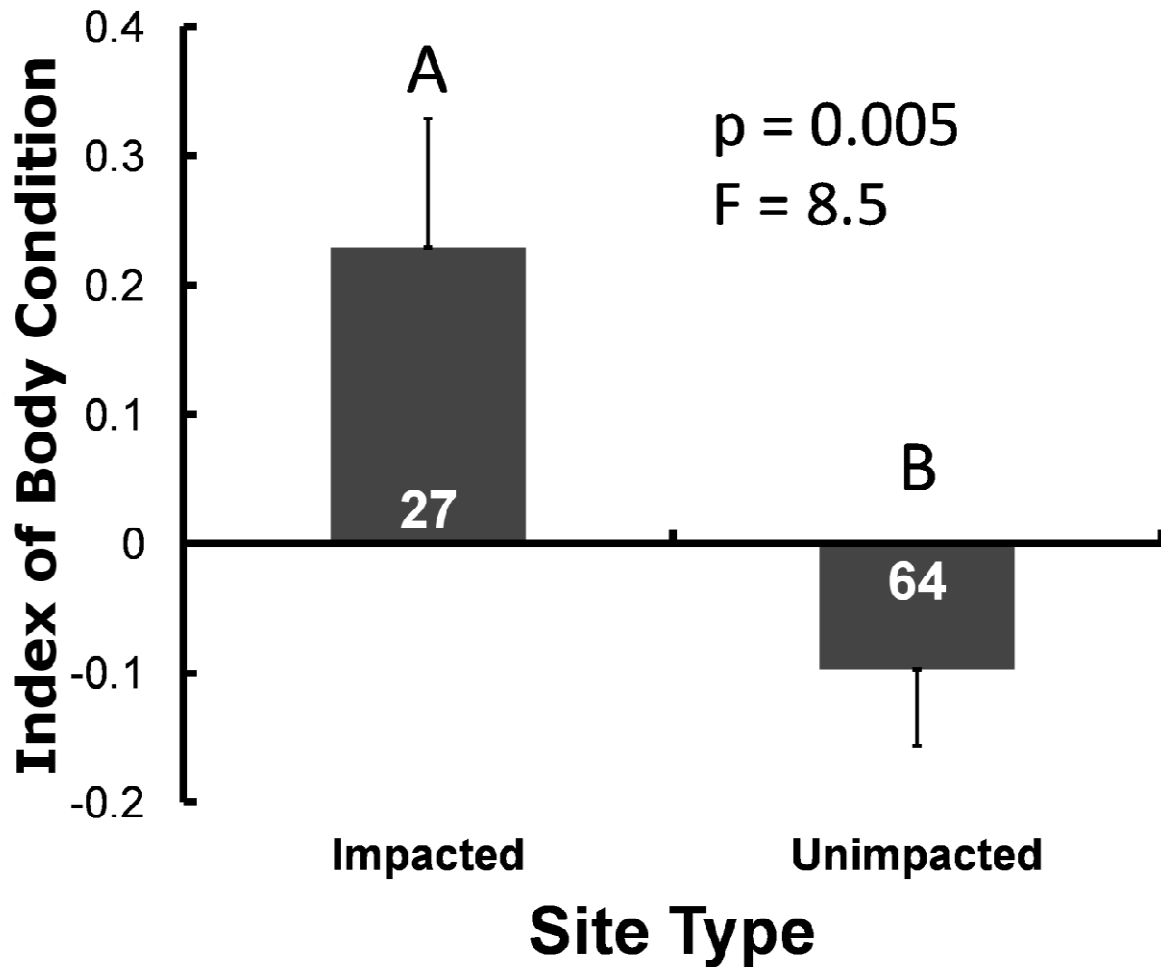 Index of Body Condition
0.4
0.3
0.2
0.1
0
-0.1
-0.2
A
p = 0.005
F = 8.5
27
B
64
Impacted
Unimpacted
Site Type